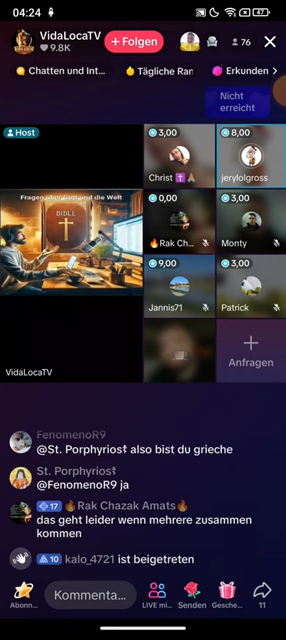 04:24
47
VidaLocaTV
9.8K
+ Folgen
76
Chatten und Int...
Tägliche Ran
Erkunden >
Nicht
erreicht
Host
3,00
8,00
Christ
jerylolgross
Fragen über Gott und die Welt
BIBLE
0,00
3,00
Rak Ch...
Monty
9,00
3,00
Jannis71
Patrick
Anfragen
VidaLocaTV
FenomenoR9
@St. Porphyrios☦ also bist du grieche
St. Porphyrios☦
@FenomenoR9 ja
17 🔥Rak Chazak Amats🔥
das geht leider wenn mehrere zusammen
kommen
10 kalo_4721 ist beigetreten
Kommenta...
Abonn...
LIVE mi...
Senden
Gesche...
11